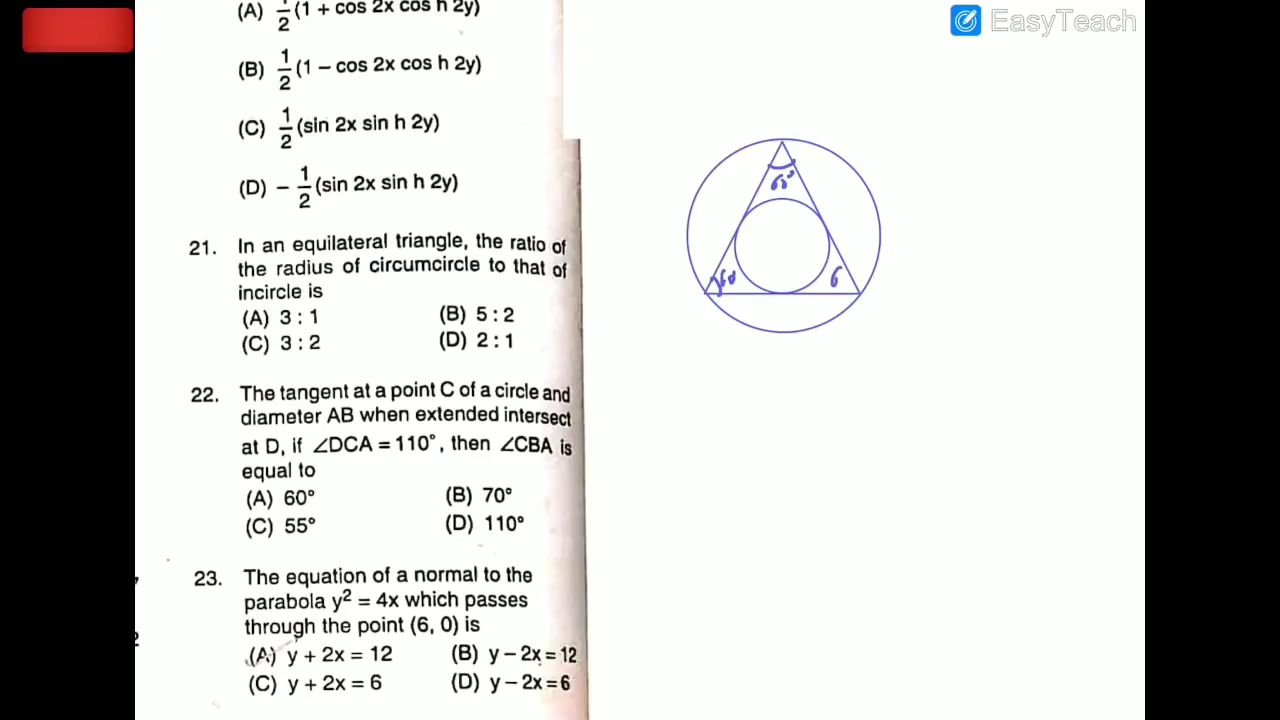 (A) 1/2 (1 + cos 2x cos h 2y)
EasyTeach
(B) 1/2 (1 – cos 2x cos h 2y)
(C) 1/2 (sin 2x sin h 2y)
(D) – 1/2 (sin 2x sin h 2y)
60°
60
6
21. In an equilateral triangle, the ratio of
the radius of circumcircle to that of
incircle is
(A) 3 : 1 (B) 5 : 2
(C) 3 : 2 (D) 2 : 1
22. The tangent at a point C of a circle and
diameter AB when extended intersect
at D, if ∠DCA = 110°, then ∠CBA is
equal to
(A) 60° (B) 70°
(C) 55° (D) 110°
23. The equation of a normal to the
parabola y² = 4x which passes
through the point (6, 0) is
(A) y + 2x = 12 (B) y – 2x = 12
(C) y + 2x = 6 (D) y – 2x = 6